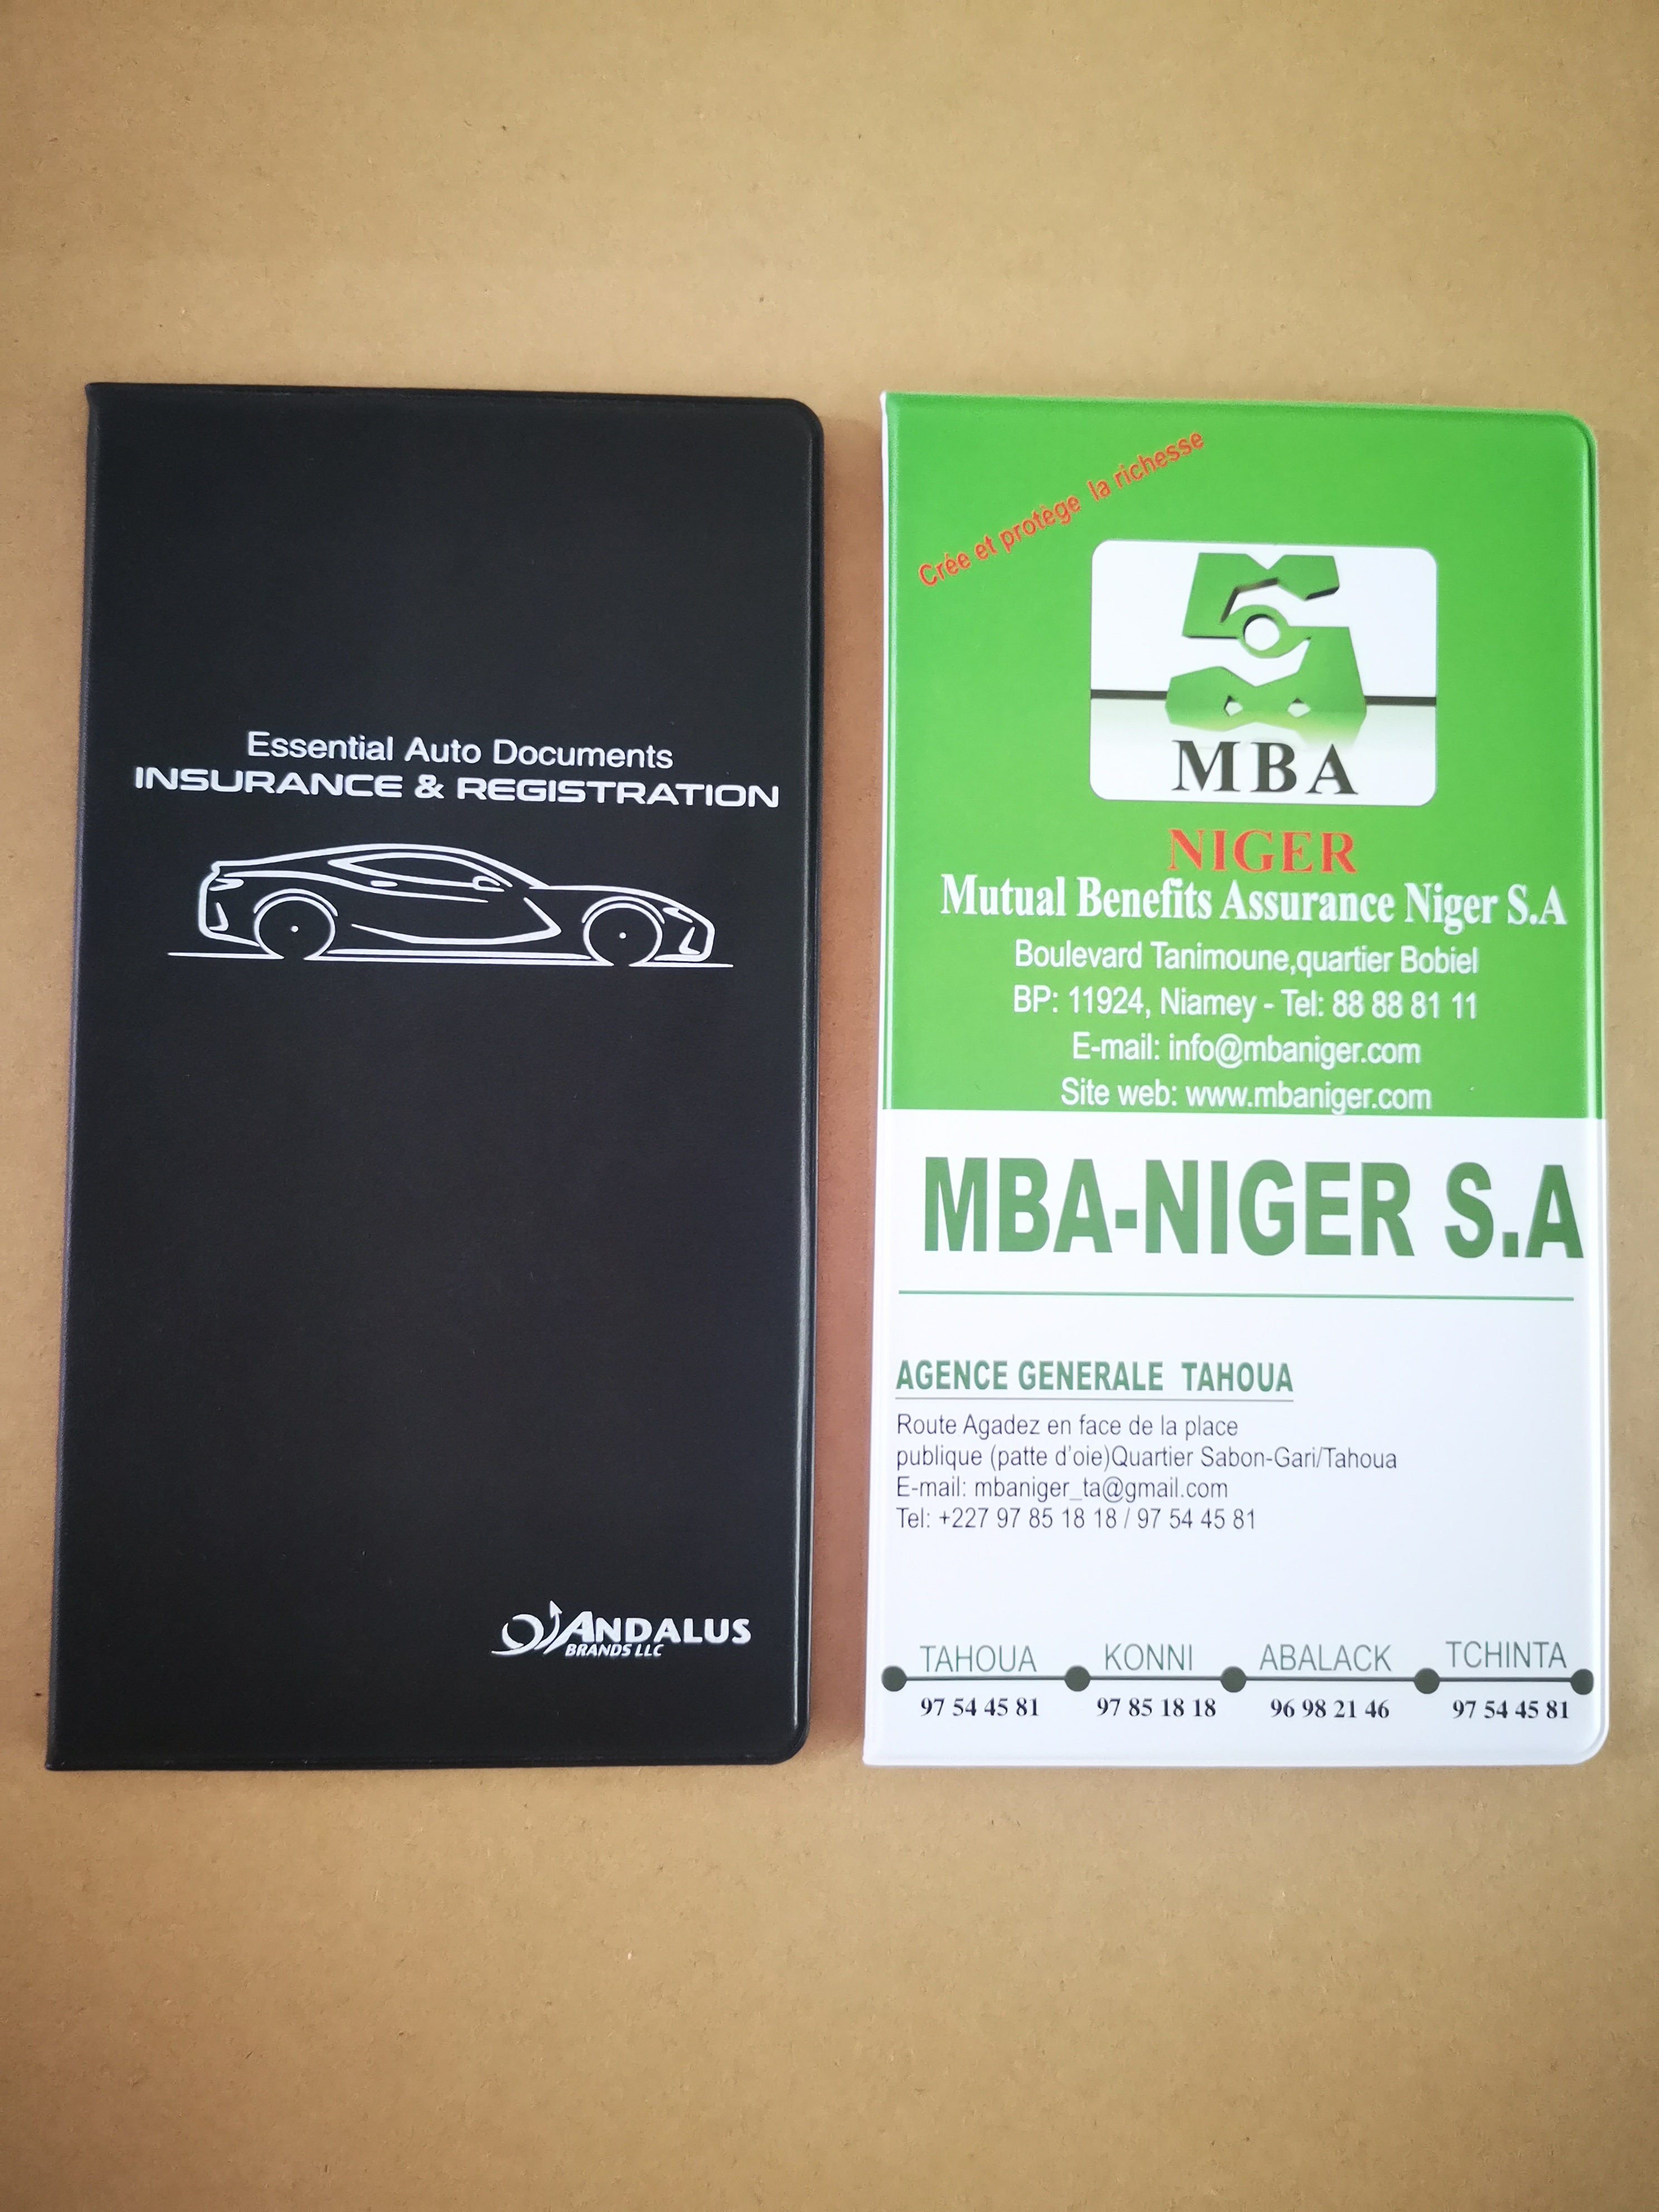 Essential Auto Documents
INSURANCE & REGISTRATION
ANDALUS
BRANDS LLC
Crée et protège la richesse
MBA
NIGER
Mutual Benefits Assurance Niger S.A
Boulevard Tanimoune,quartier Bobiel
BP: 11924, Niamey - Tel: 88 88 81 11
E-mail: info@mbaniger.com
Site web: www.mbaniger.com
MBA-NIGER S.A
AGENCE GENERALE TAHOUA
Route Agadez en face de la place
publique (patte d'oie)Quartier Sabon-Gari/Tahoua
E-mail: mbaniger_ta@gmail.com
Tel: +227 97 85 18 18 / 97 54 45 81
TAHOUA KONNI ABALACK TCHINTA
97 54 45 81 97 85 18 18 96 98 21 46 97 54 45 81